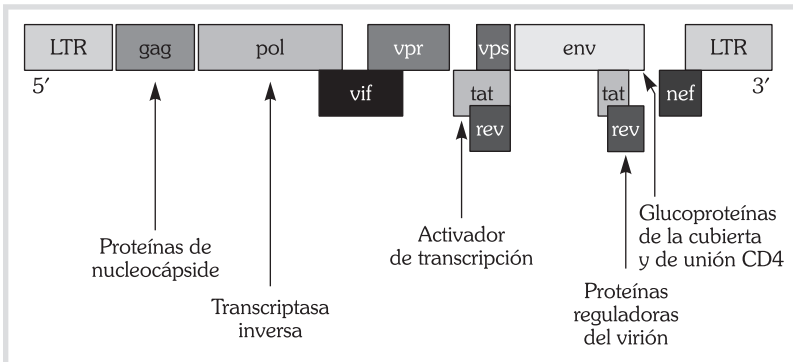 LTR
gag
pol
vpr
vps
env
LTR
5′
vif
tat
tat
nef
3′
rev
rev
Proteínas de
nucleocápside
Transcriptasa
inversa
Activador
de transcripción
Proteínas
reguladoras
del virión
Glucoproteínas
de la cubierta
y de unión CD4